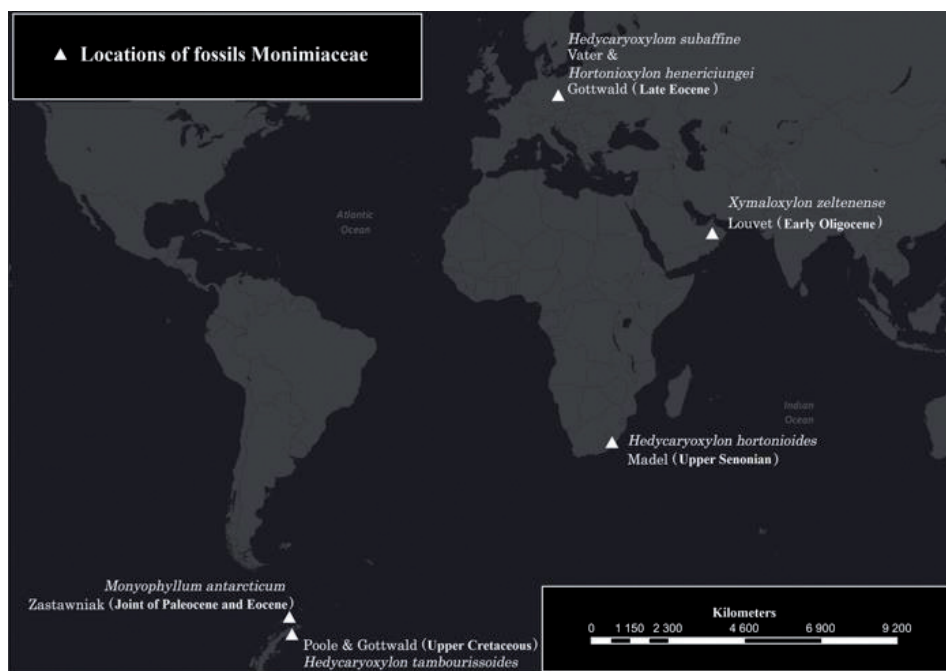 Locations of fossils Monimiaceae
Hedycaryoxylom subaffine
Vater &
Hortonioxylon henericiungei
Gottwald (Late Eocene)
Xymaloxylon zeltenense
Louvet (Early Oligocene)
Atlantic
Ocean
Indian
Ocean
Hedycaryoxylon hortonioides
Madel (Upper Senonian)
Monyophyllum antarcticum
Zastawniak (Joint of Paleocene and Eocene)
Poole & Gottwald (Upper Cretaceous)
Hedycaryoxylon tambourissoides
Kilometers
0 1 150 2 300 4 600 6 900 9 200